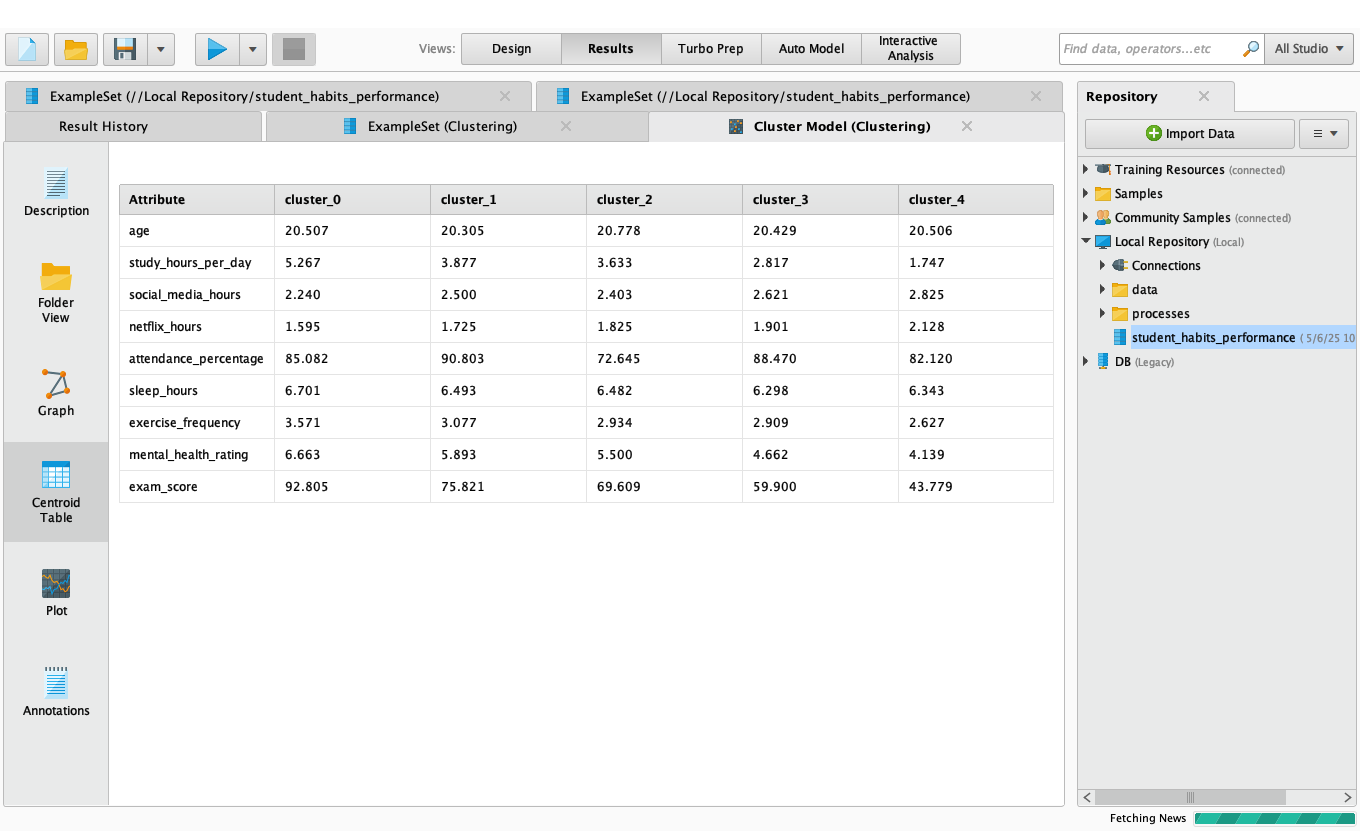 Views: Design Results Turbo Prep Auto Model Interactive Analysis Find data, operators...etc All Studio
ExampleSet (//Local Repository/student_habits_performance) ExampleSet (//Local Repository/student_habits_performance)
Result History ExampleSet (Clustering) Cluster Model (Clustering)
Description
Folder
View
Graph
Centroid
Table
Plot
Annotations
Attribute cluster_0 cluster_1 cluster_2 cluster_3 cluster_4
age 20.507 20.305 20.778 20.429 20.506
study_hours_per_day 5.267 3.877 3.633 2.817 1.747
social_media_hours 2.240 2.500 2.403 2.621 2.825
netflix_hours 1.595 1.725 1.825 1.901 2.128
attendance_percentage 85.082 90.803 72.645 88.470 82.120
sleep_hours 6.701 6.493 6.482 6.298 6.343
exercise_frequency 3.571 3.077 2.934 2.909 2.627
mental_health_rating 6.663 5.893 5.500 4.662 4.139
exam_score 92.805 75.821 69.609 59.900 43.779
Repository
Import Data
Training Resources (connected)
Samples
Community Samples (connected)
Local Repository (Local)
Connections
data
processes
student_habits_performance ( 5/6/25 10
DB (Legacy)
Fetching News